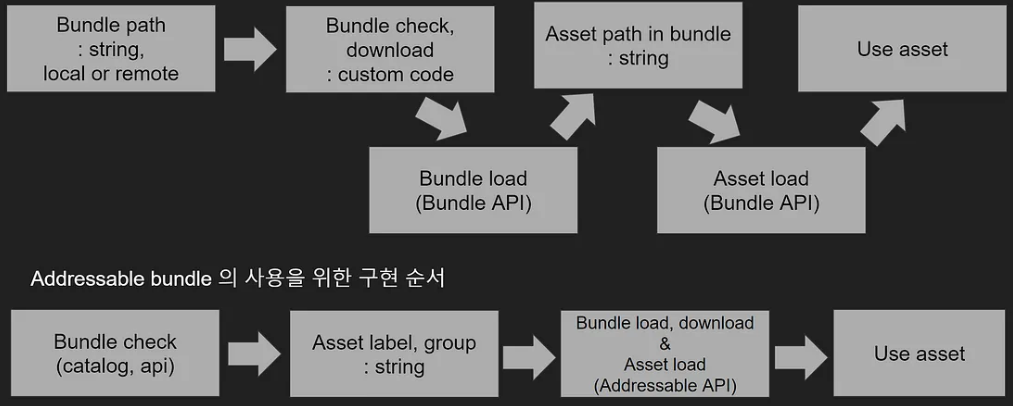 Bundle path
: string,
local or remote
Bundle check,
download
: custom code
Bundle load
(Bundle API)
Asset path in bundle
: string
Asset load
(Bundle API)
Use asset
Addressable bundle 의 사용을 위한 구현 순서
Bundle check
(catalog, api)
Asset label, group
: string
Bundle load, download
&
Asset load
(Addressable API)
Use asset